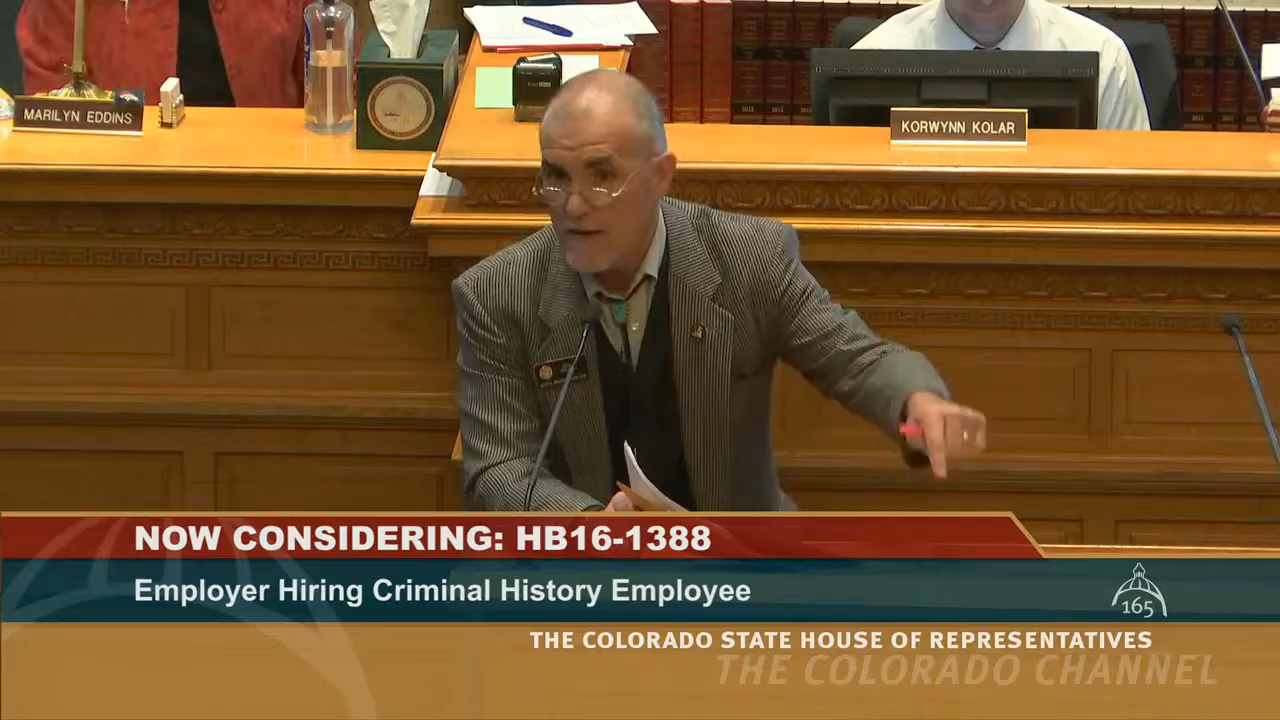 MARILYN EDDINS
KORWYNN KOLAR
NOW CONSIDERING: HB16-1388
Employer Hiring Criminal History Employee
165
THE COLORADO STATE HOUSE OF REPRESENTATIVES
THE COLORADO CHANNEL